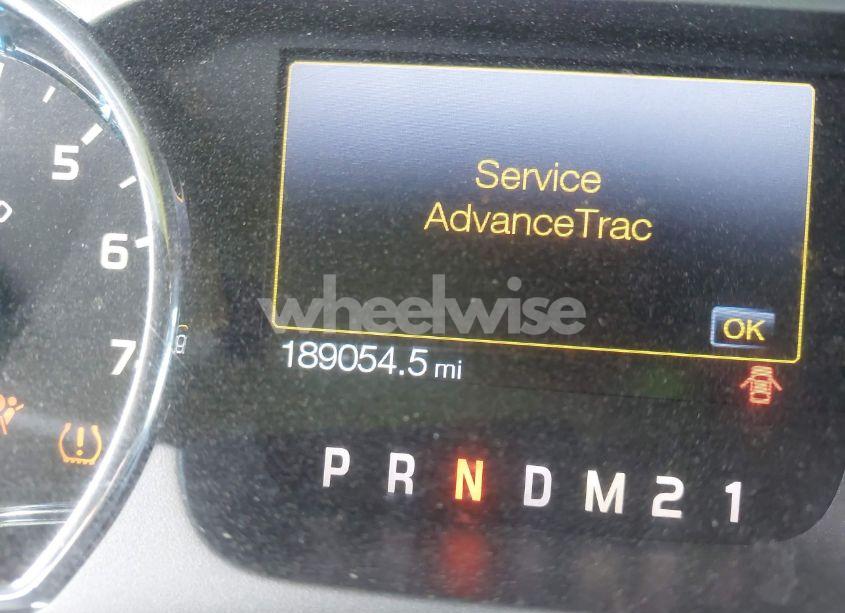 5
6
7
Service
AdvanceTrac
OK
wheelwise
189054.5 mi
P R N D M 2 1